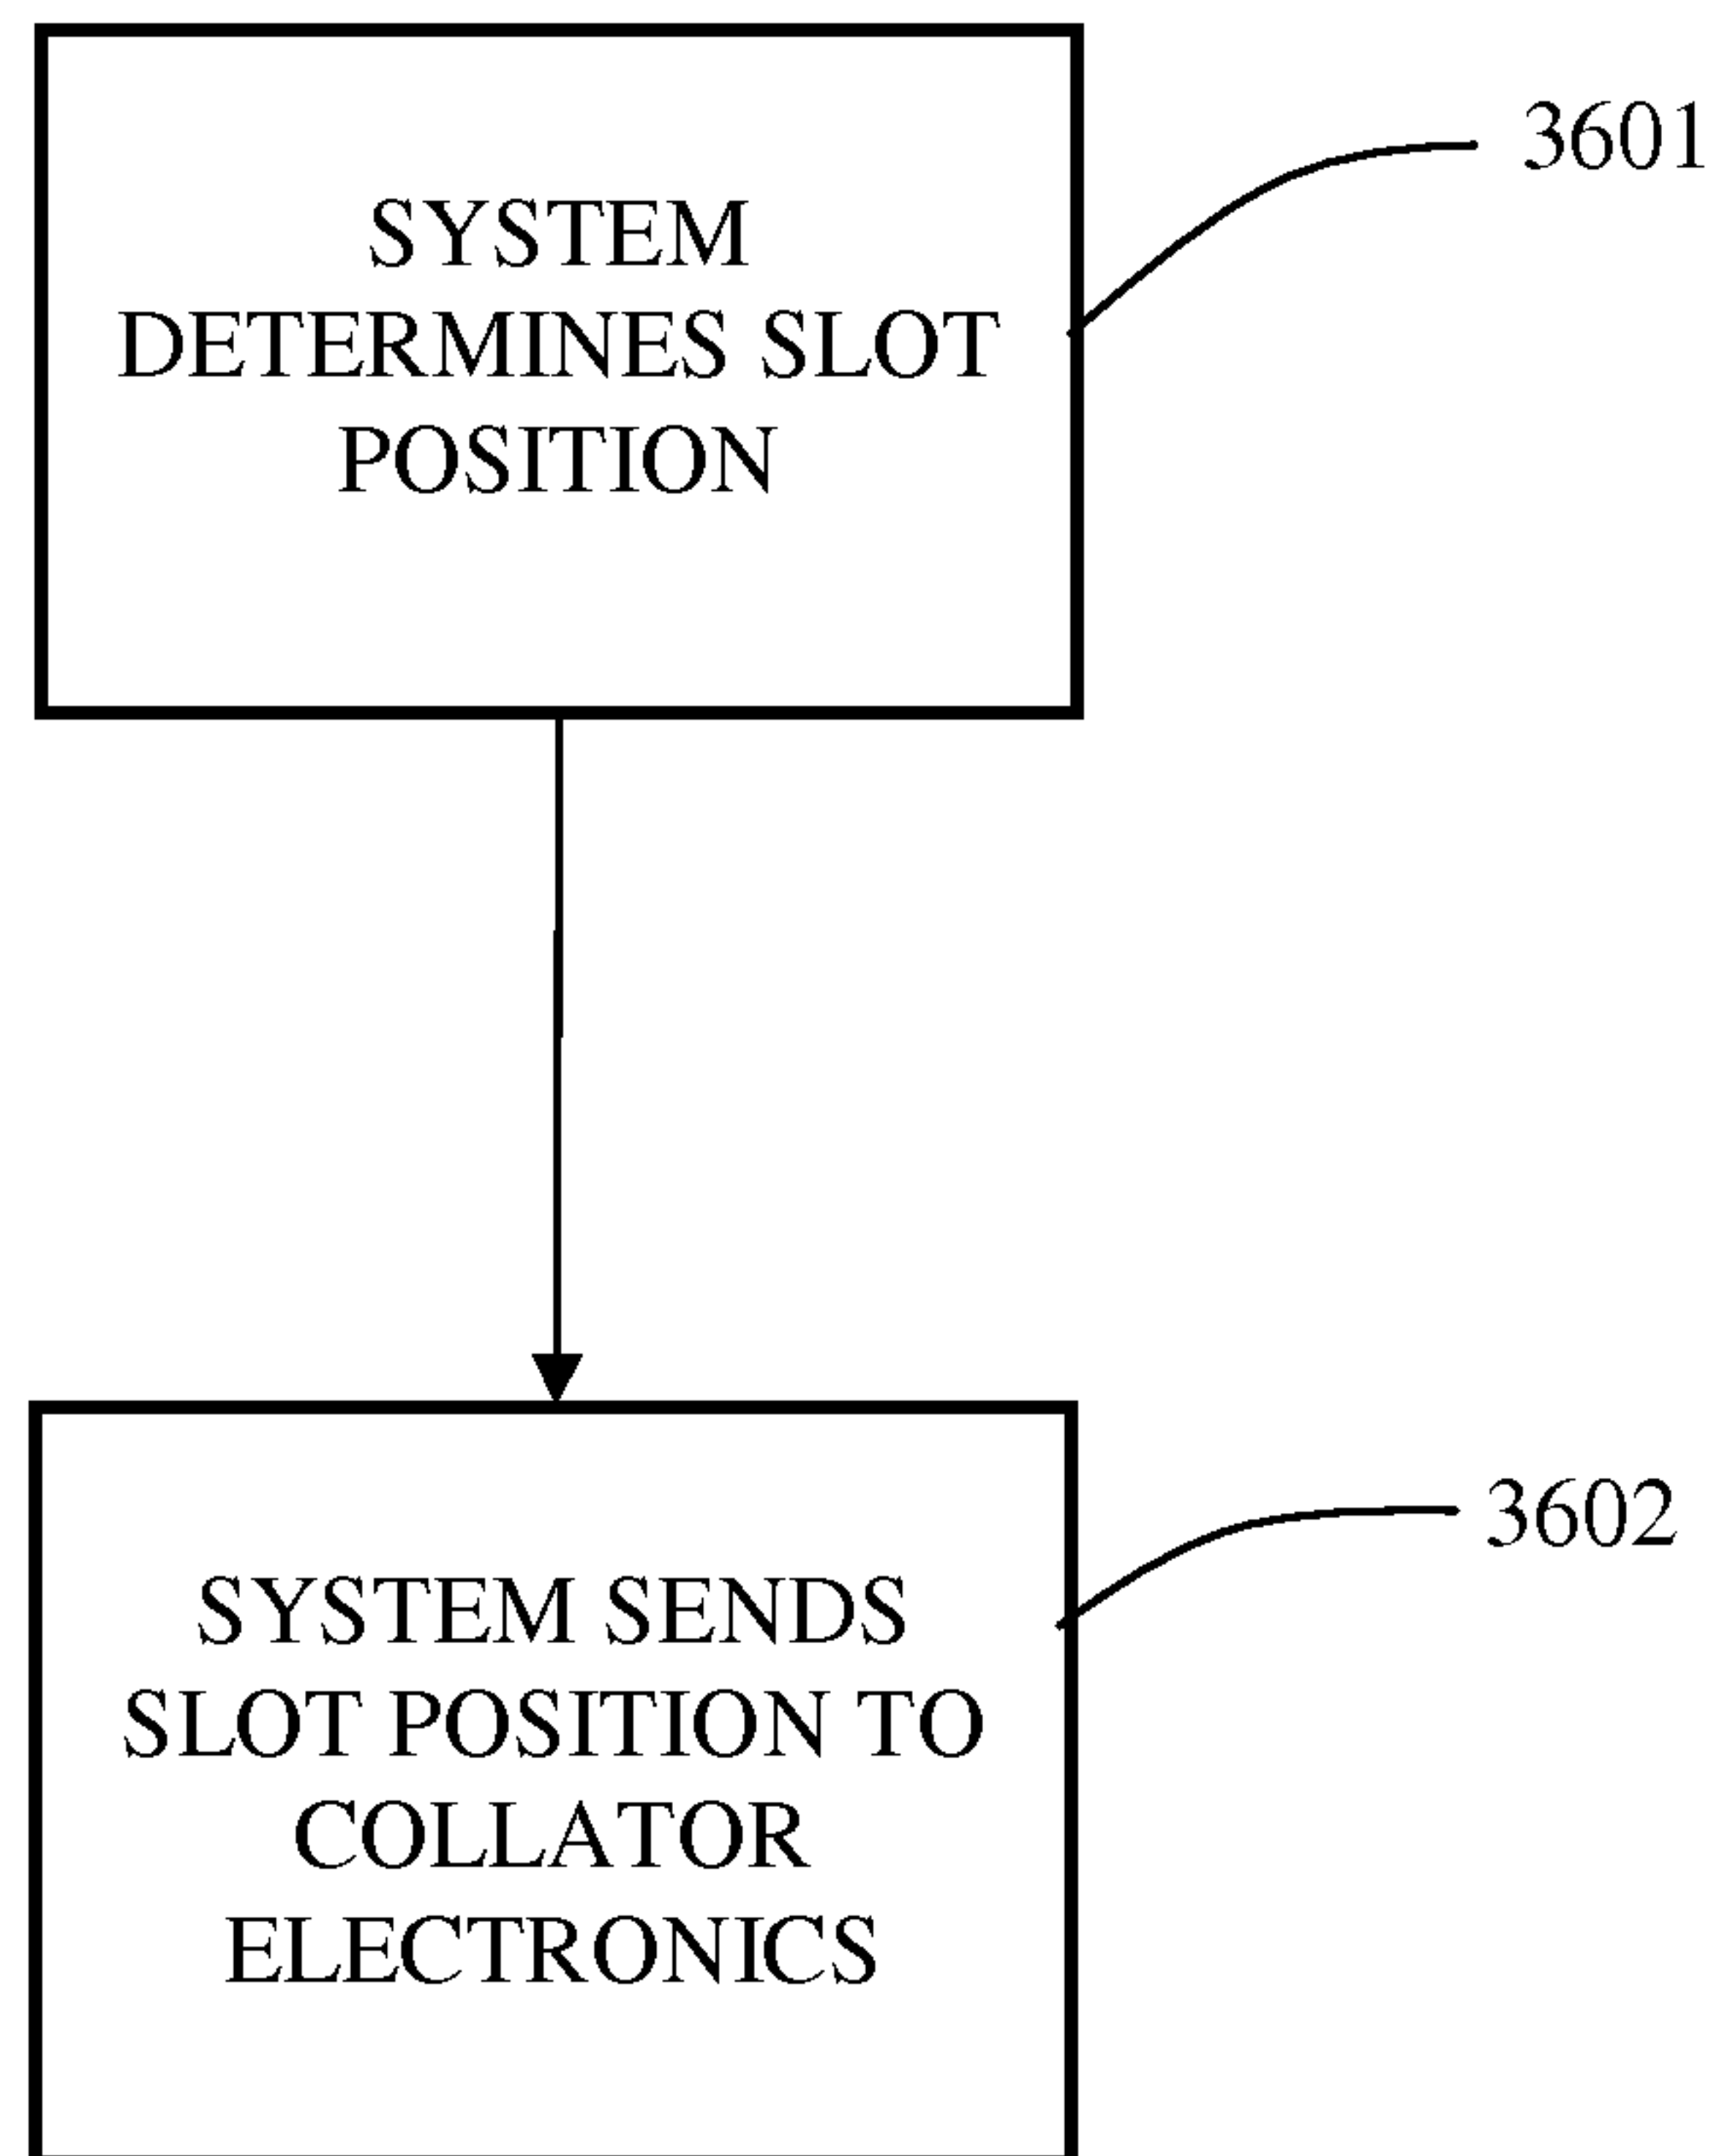 SYSTEM
DETERMINES SLOT
POSITION
3601
SYSTEM SENDS
SLOT POSITION TO
COLLATOR
ELECTRONICS
3602